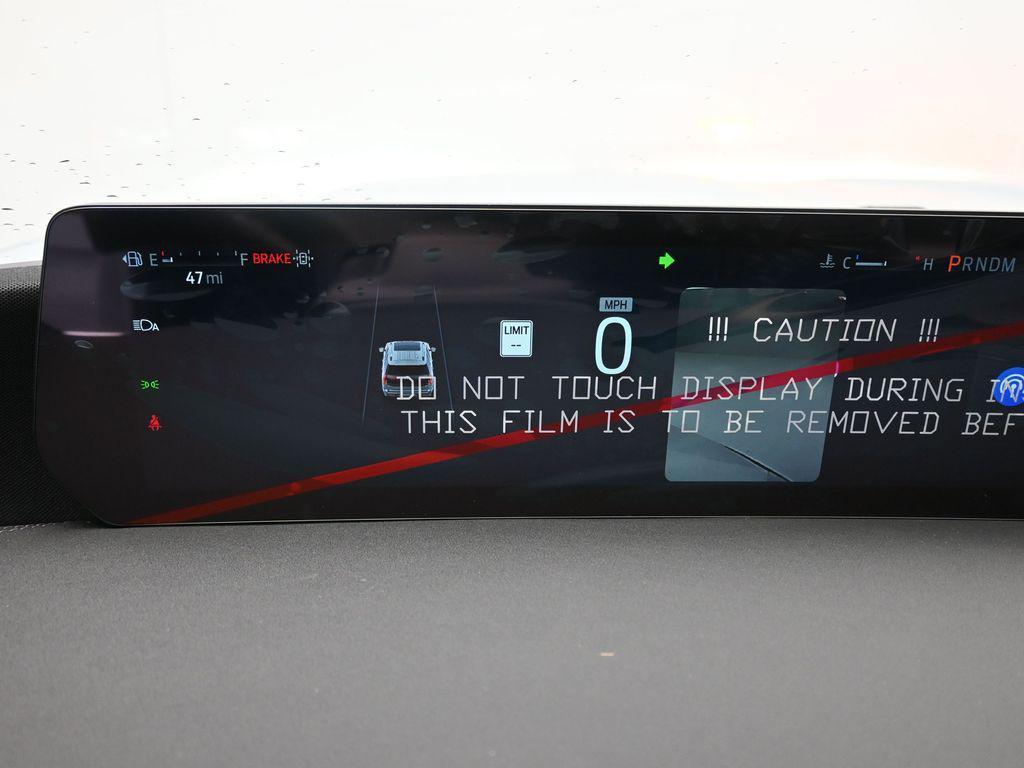 E F BRAKE
47 mi
C H PRNDM
A
LIMIT
--
MPH
0
!!! CAUTION !!!
DO NOT TOUCH DISPLAY DURING
THIS FILM IS TO BE REMOVED BEF